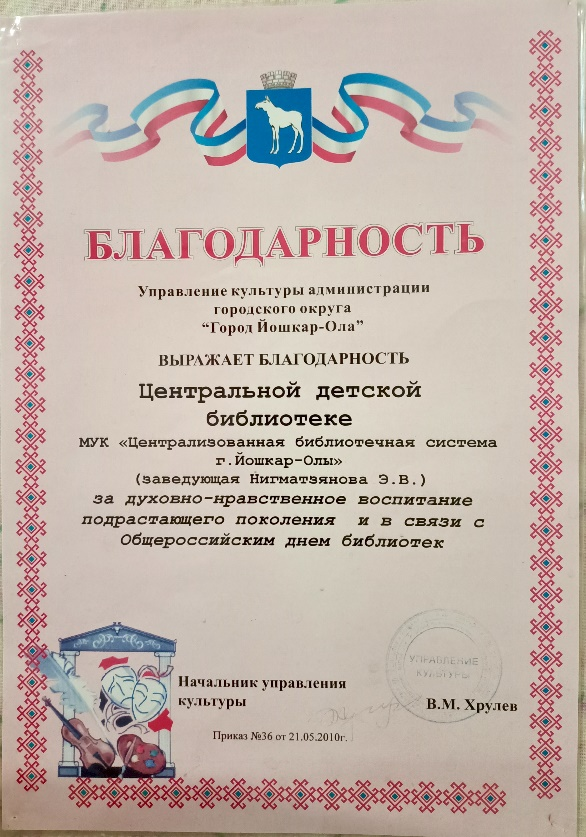 БЛАГОДАРНОСТЬ
Управление культуры администрации
городского округа
“Город Йошкар-Ола”
ВЫРАЖАЕТ БЛАГОДАРНОСТЬ
Центральной детской
библиотеке
МУК «Централизованная библиотечная система
г.Йошкар-Олы»
(заведующая Нигматзянова Э.В.)
за духовно-нравственное воспитание
подрастающего поколения и в связи с
Общероссийским днем библиотек
УПРАВЛЕНИЕ
КУЛЬТУРЫ
Начальник управления
культуры
В.М. Хрулев
Приказ №36 от 21.05.2010г.